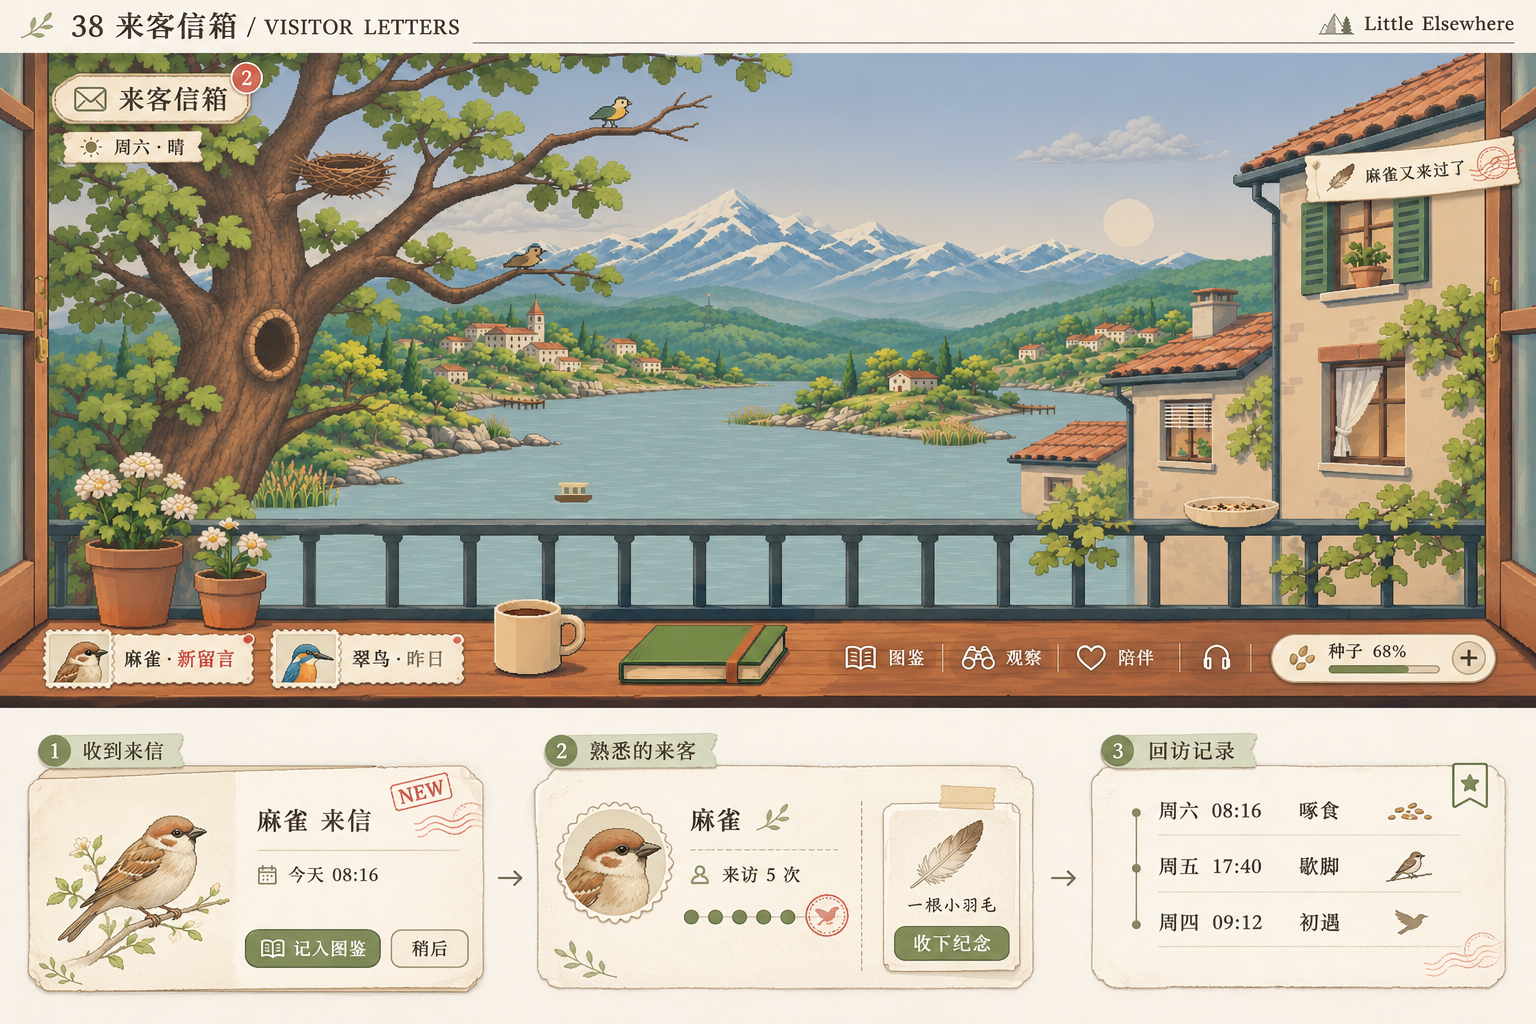 38 来客信箱 / VISITOR LETTERS
Little Elsewhere
来客信箱
2
周六·晴
麻雀又来过了
麻雀·新留言
翠鸟·昨日
图鉴
观察
陪伴
种子 68%
1 收到来信
NEW
麻雀 来信
今天 08:16
记入图鉴
稍后
2 熟悉的来客
麻雀
来访 5 次
一根小羽毛
收下纪念
3 回访记录
周六 08:16 啄食
周五 17:40 歇脚
周四 09:12 初遇